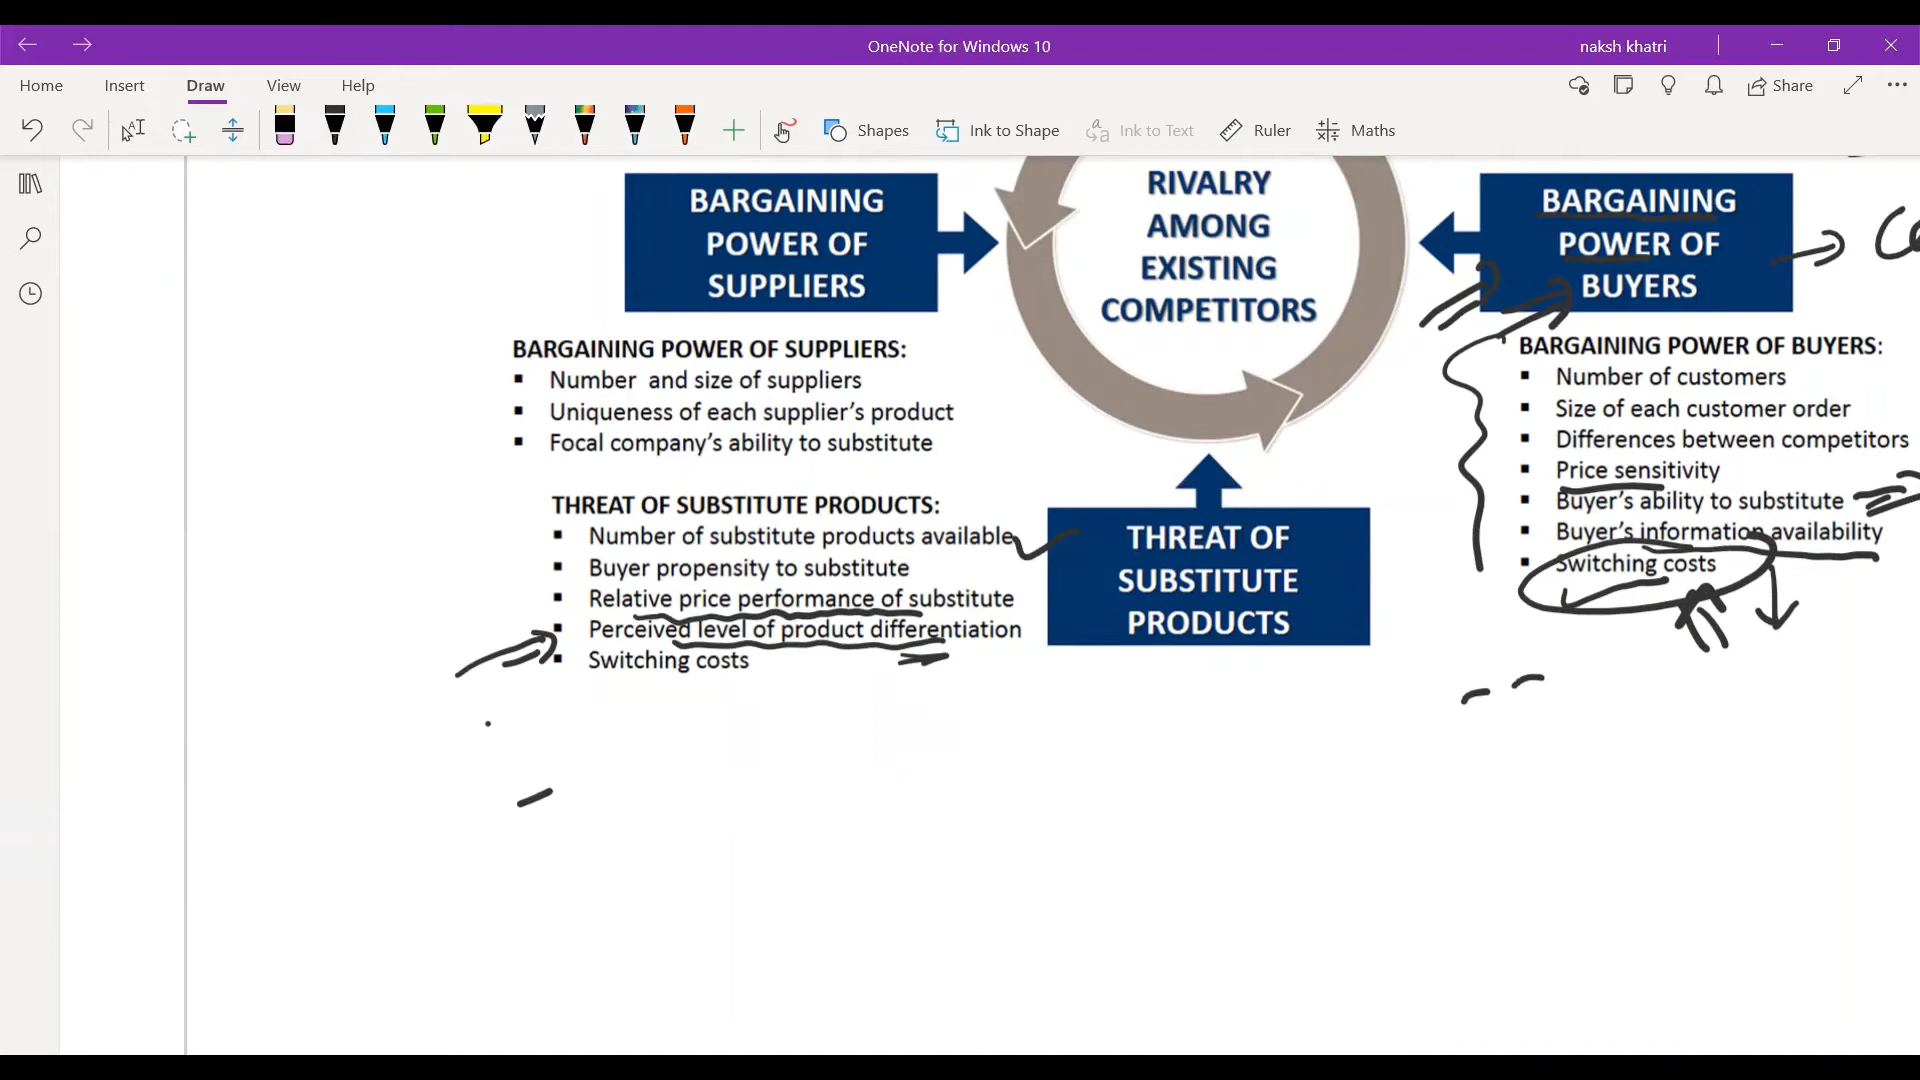 OneNote for Windows 10
naksh khatri
Home
Insert
Draw
View
Help
Share
Shapes
Ink to Shape
Ink to Text
Ruler
Maths
BARGAINING
POWER OF
SUPPLIERS
RIVALRY
AMONG
EXISTING
COMPETITORS
BARGAINING
POWER OF
BUYERS
BARGAINING POWER OF SUPPLIERS:
▪ Number and size of suppliers
▪ Uniqueness of each supplier's product
▪ Focal company's ability to substitute
THREAT OF SUBSTITUTE PRODUCTS:
▪ Number of substitute products available
▪ Buyer propensity to substitute
▪ Relative price performance of substitute
▪ Perceived level of product differentiation
▪ Switching costs
THREAT OF
SUBSTITUTE
PRODUCTS
BARGAINING POWER OF BUYERS:
▪ Number of customers
▪ Size of each customer order
▪ Differences between competitors
▪ Price sensitivity
▪ Buyer's ability to substitute
▪ Buyer's information availability
▪ Switching costs